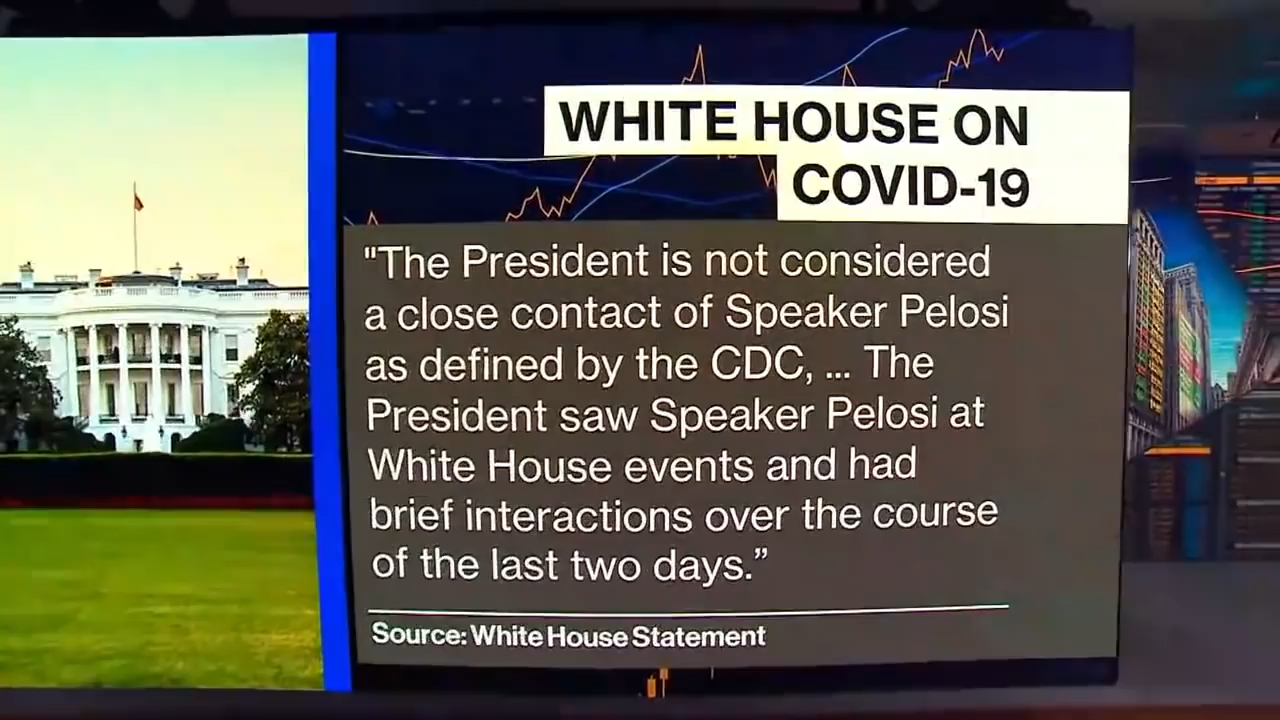 WHITE HOUSE ON
COVID-19
"The President is not considered
a close contact of Speaker Pelosi
as defined by the CDC, ... The
President saw Speaker Pelosi at
White House events and had
brief interactions over the course
of the last two days.”
Source: White House Statement